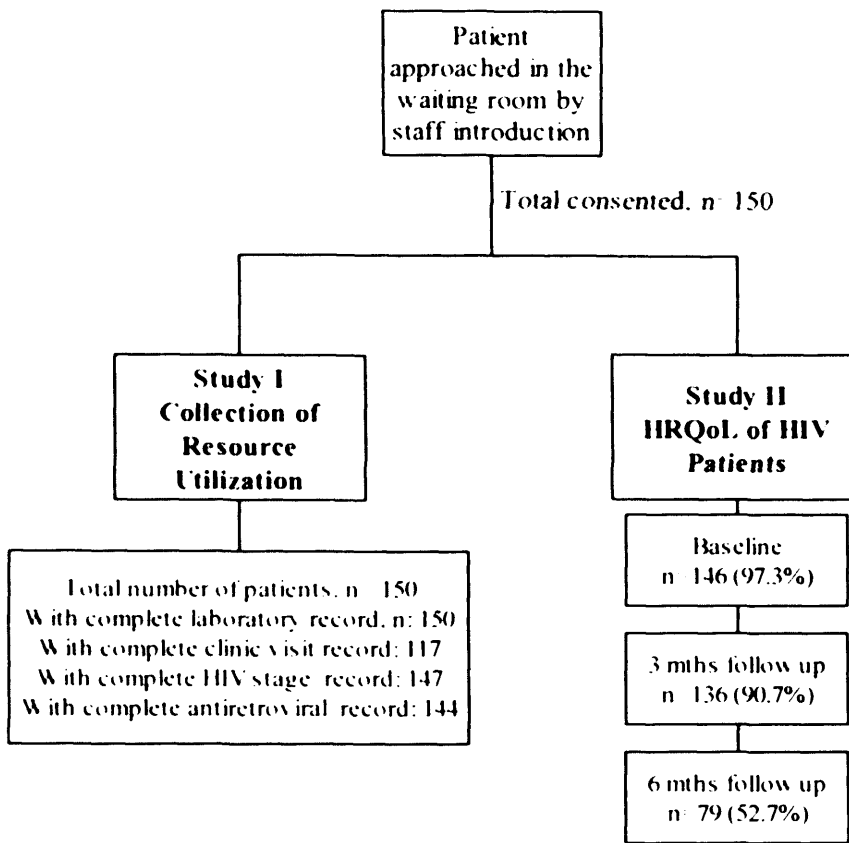 Patient
approached in the
waiting room by
staff introduction
Total consented. n= 150
Study I
Collection of
Resource
Utilization
Study II
HRQoL of HIV
Patients
Total number of patients. n= 150
With complete laboratory record. n: 150
With complete clinic visit record: 117
With complete HIV stage record: 147
With complete antiretroviral record: 144
Baseline
n= 146 (97.3%)
3 mths follow up
n= 136 (90.7%)
6 mths follow up
n= 79 (52.7%)